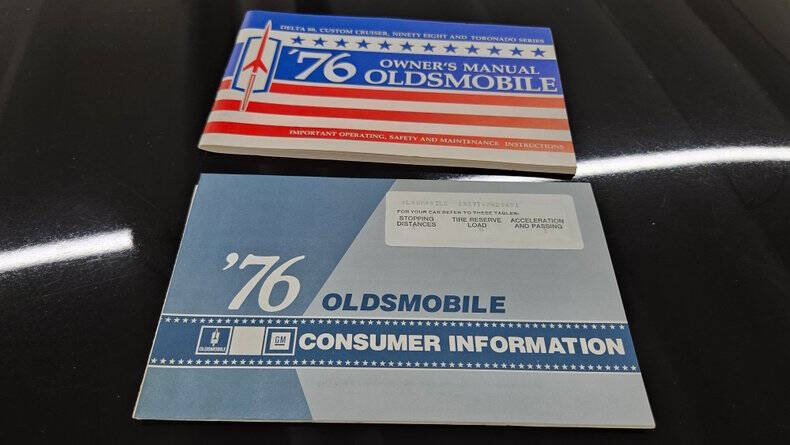 DELTA 88, CUSTOM CRUISER, NINETY EIGHT AND TORONADO SERIES
'76 OWNER'S MANUAL
OLDSMOBILE
IMPORTANT OPERATING, SAFETY AND MAINTENANCE INSTRUCTIONS
OLDSMOBILE
FOR YOUR CAR REFER TO THESE TABLES:
STOPPING DISTANCES
TIRE RESERVE LOAD
ACCELERATION AND PASSING
'76 OLDSMOBILE
OLDSMOBILE
GM
CONSUMER INFORMATION